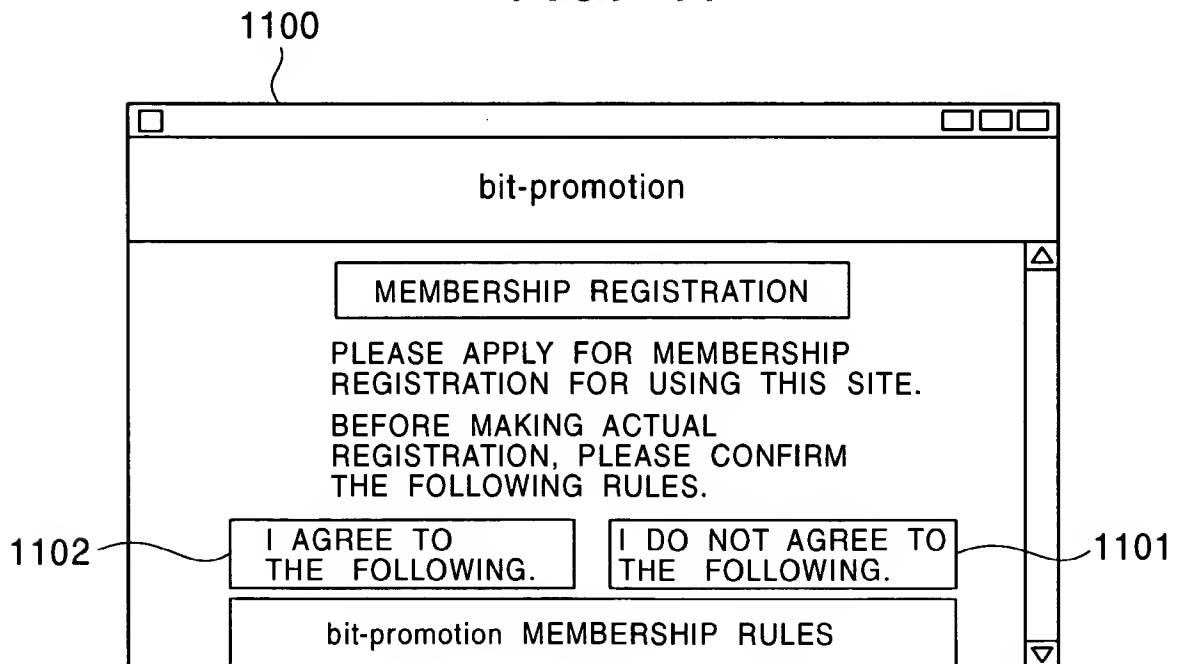 1100
bit-promotion
MEMBERSHIP REGISTRATION
PLEASE APPLY FOR MEMBERSHIP
REGISTRATION FOR USING THIS SITE.
BEFORE MAKING ACTUAL
REGISTRATION, PLEASE CONFIRM
THE FOLLOWING RULES.
1102
I AGREE TO
THE FOLLOWING.
I DO NOT AGREE TO
THE FOLLOWING.
1101
bit-promotion MEMBERSHIP RULES